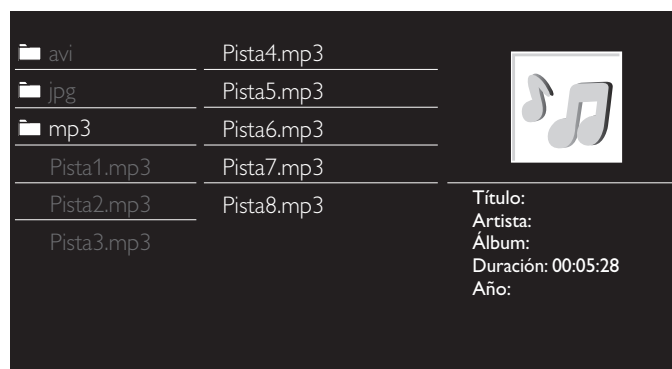 avi
jpg
mp3
Pista1.mp3
Pista2.mp3
Pista3.mp3
Pista4.mp3
Pista5.mp3
Pista6.mp3
Pista7.mp3
Pista8.mp3
Título:
Artista:
Álbum:
Duración: 00:05:28
Año: